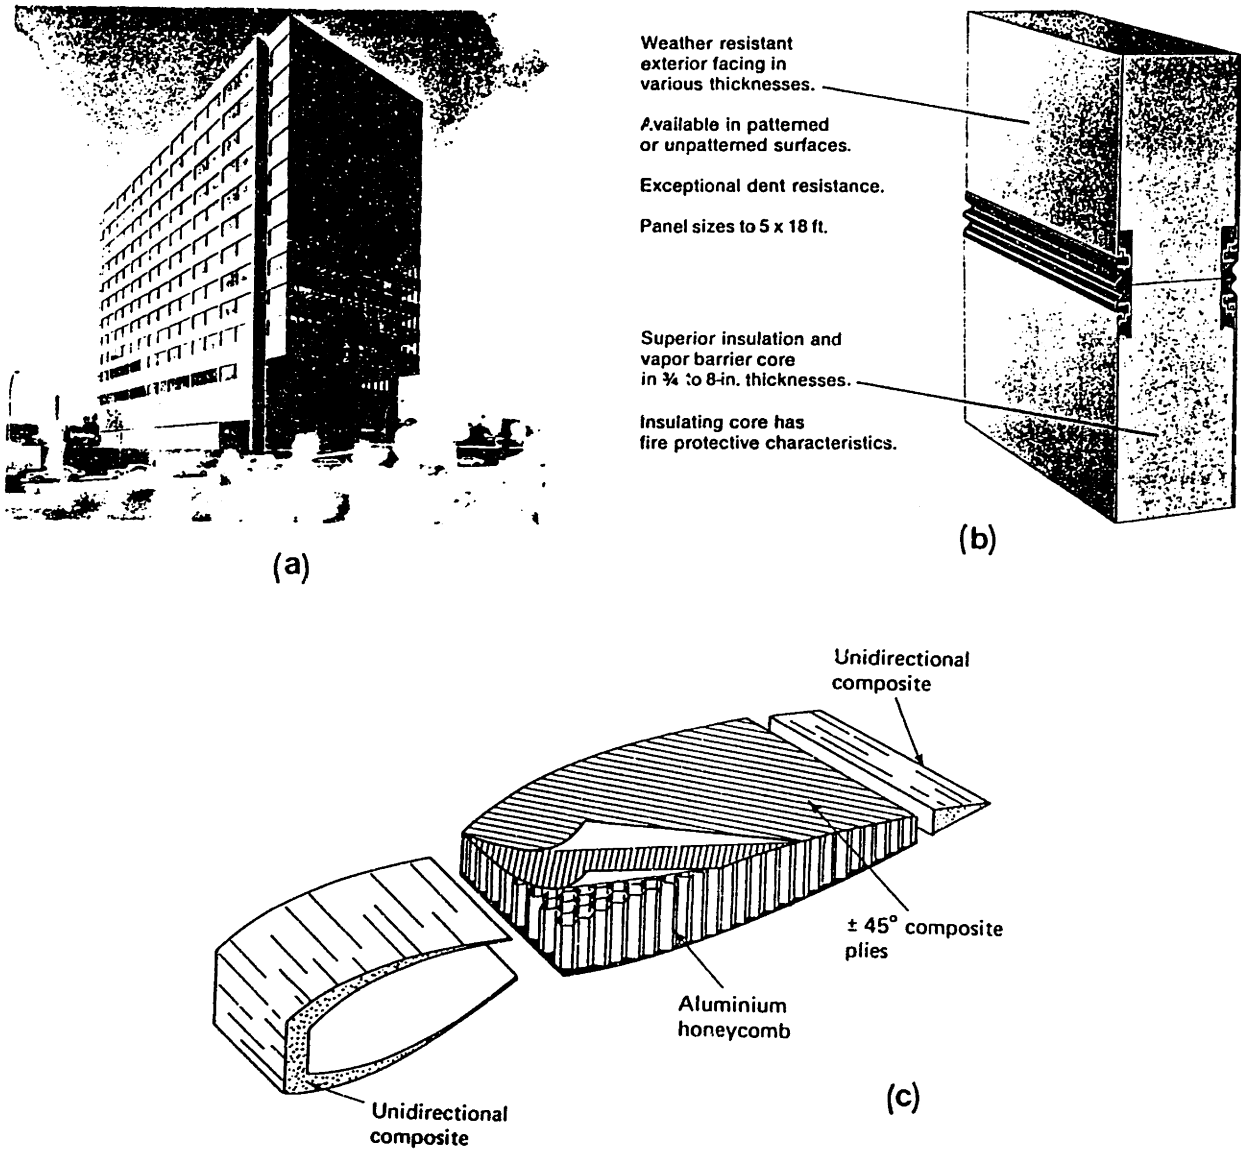 Weather resistant
exterior facing in
various thicknesses.
Available in patterned
or unpatterned surfaces.
Exceptional dent resistance.
Panel sizes to 5 x 18 ft.
Superior insulation and
vapor barrier core
in ¾ to 8-in. thicknesses.
Insulating core has
fire protective characteristics.
(a)
(b)
Unidirectional
composite
± 45° composite
plies
Aluminium
honeycomb
Unidirectional
composite
(c)